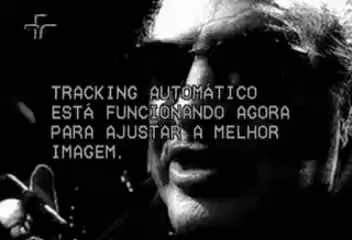 TRACKING AUTOMÁTICO
ESTÁ FUNCIONANDO AGORA
PARA AJUSTAR A MELHOR
IMAGEM.